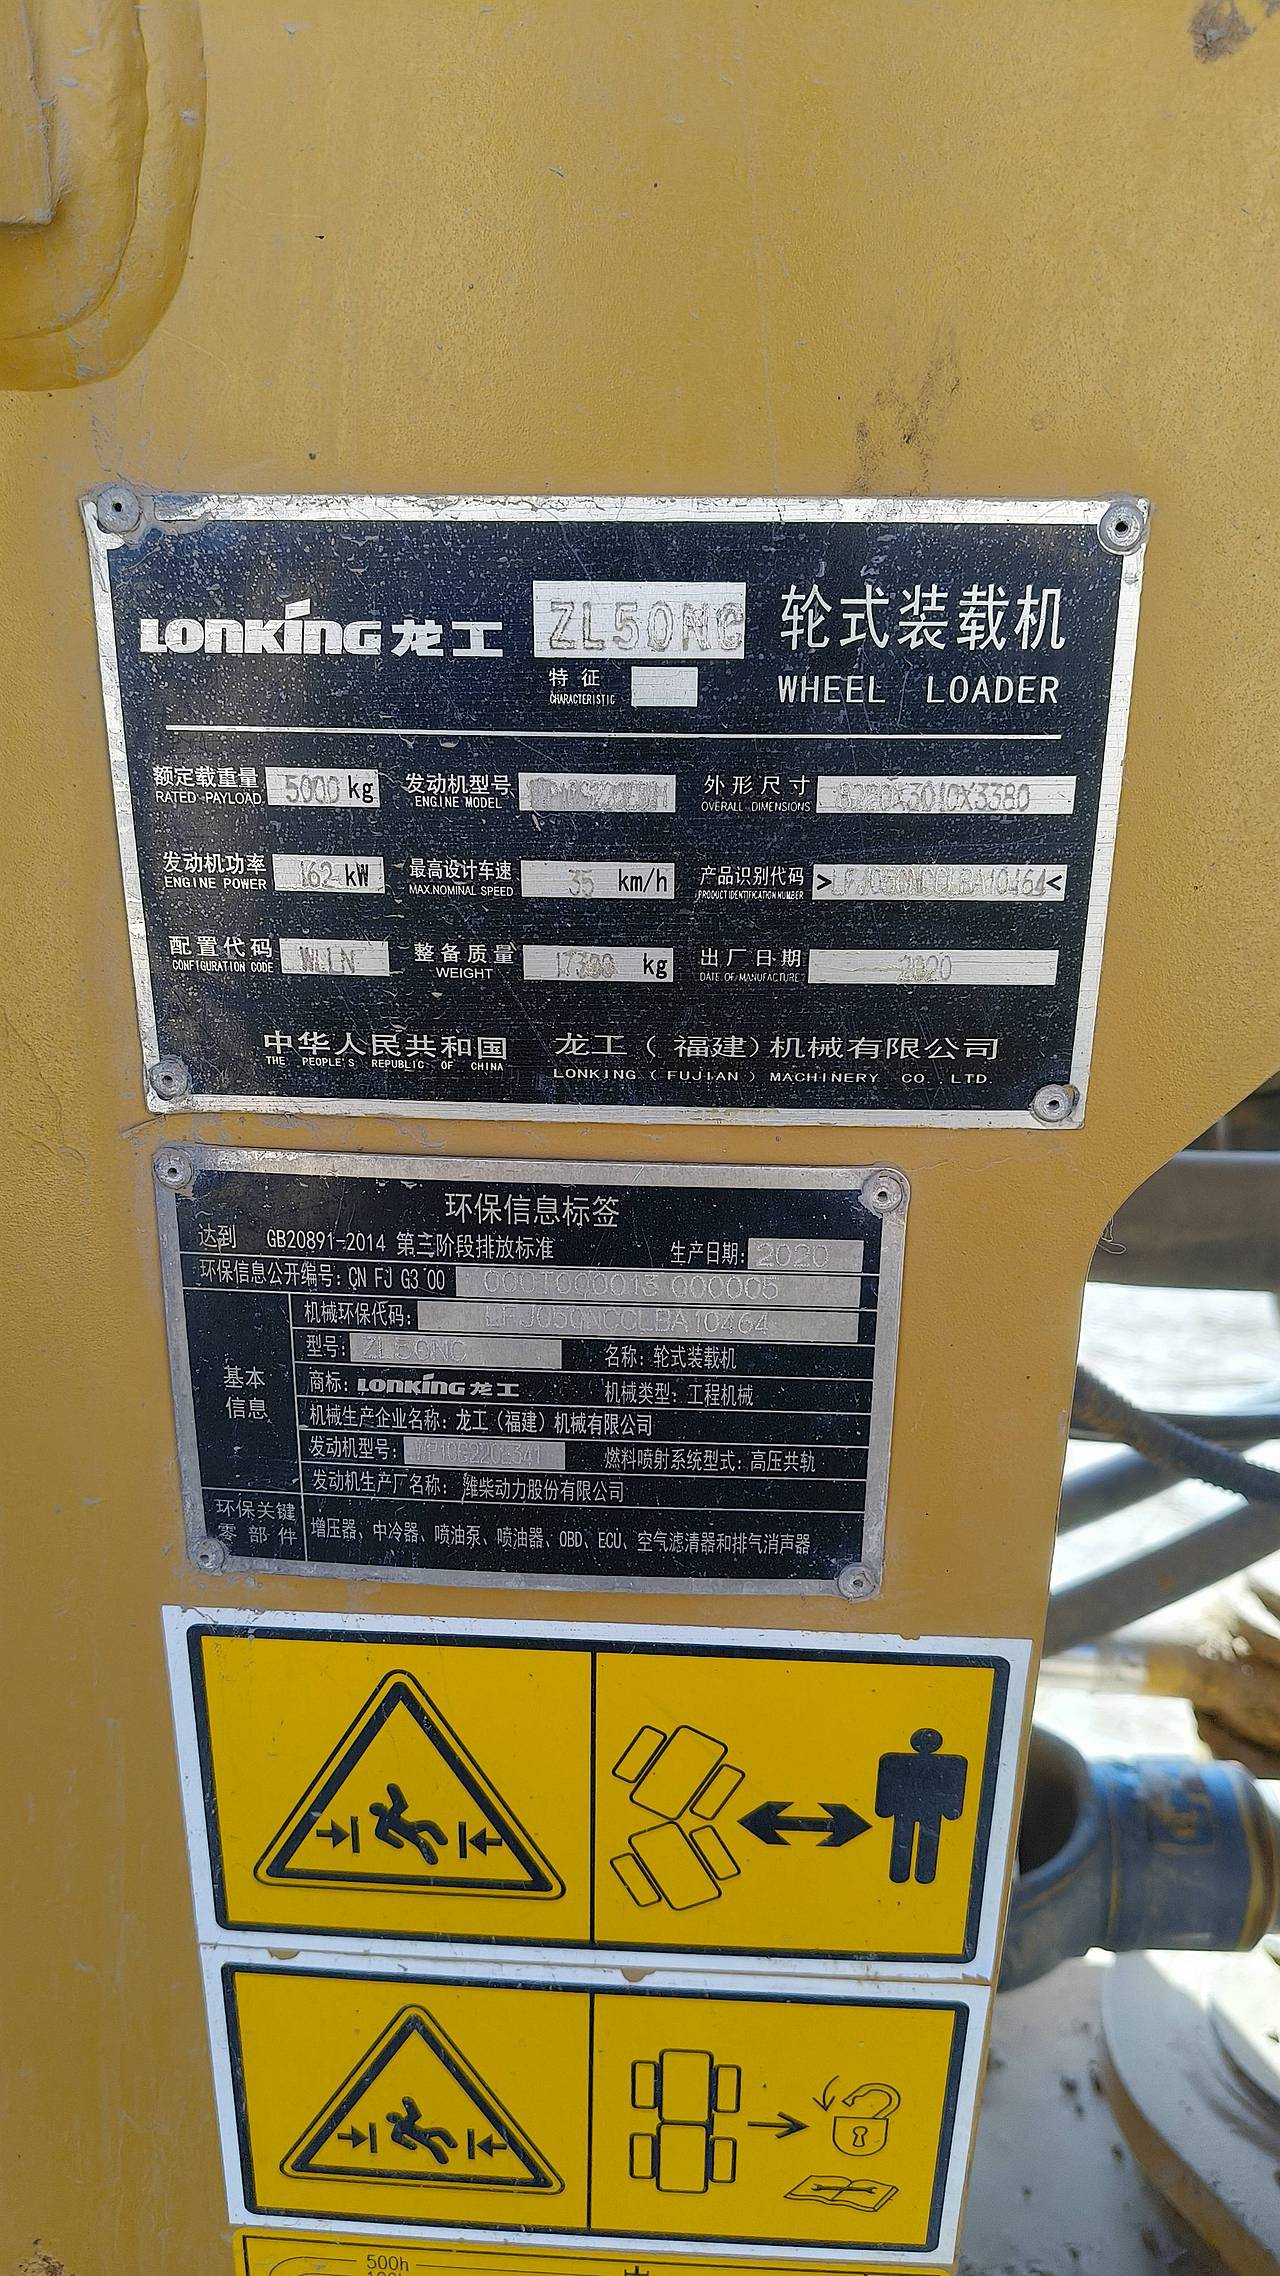 LONKING 龙工 ZL50NC 轮式装载机
特征
CHARACTERISTIC
WHEEL LOADER
额定载重量 5000 kg 发动机型号 外形尺寸
RATED PAYLOAD ENGINE MODEL OVERALL DIMENSIONS
发动机功率 162 kW 最高设计车速 35 km/h 产品识别代码 >LFJ050NCCLBA10464<
ENGINE POWER MAX.NOMINAL SPEED PRODUCT IDENTIFICATION NUMBER
配置代码 整备质量 17300 kg 出厂日期 2020
CONFIGURATION CODE WEIGHT DATE OF MANUFACTURE
中华人民共和国 龙工（福建）机械有限公司
THE PEOPLE'S REPUBLIC OF CHINA LONKING ( FUJIAN ) MACHINERY CO.,LTD.
环保信息标签
达到 GB20891-2014 第三阶段排放标准 生产日期: 2020
环保信息公开编号: CN FJ G3 00 000T000013 000005
机械环保代码: LFJ050NCCLBA10464
型号: ZL50NC 名称: 轮式装载机
基本信息
商标: LONKING 龙工 机械类型: 工程机械
机械生产企业名称: 龙工（福建）机械有限公司
发动机型号: WP10G220E341 燃料喷射系统型式: 高压共轨
发动机生产厂名称: 潍柴动力股份有限公司
环保关键零部件 增压器、中冷器、喷油泵、喷油器、OBD、ECU、空气滤清器和排气消声器
500h